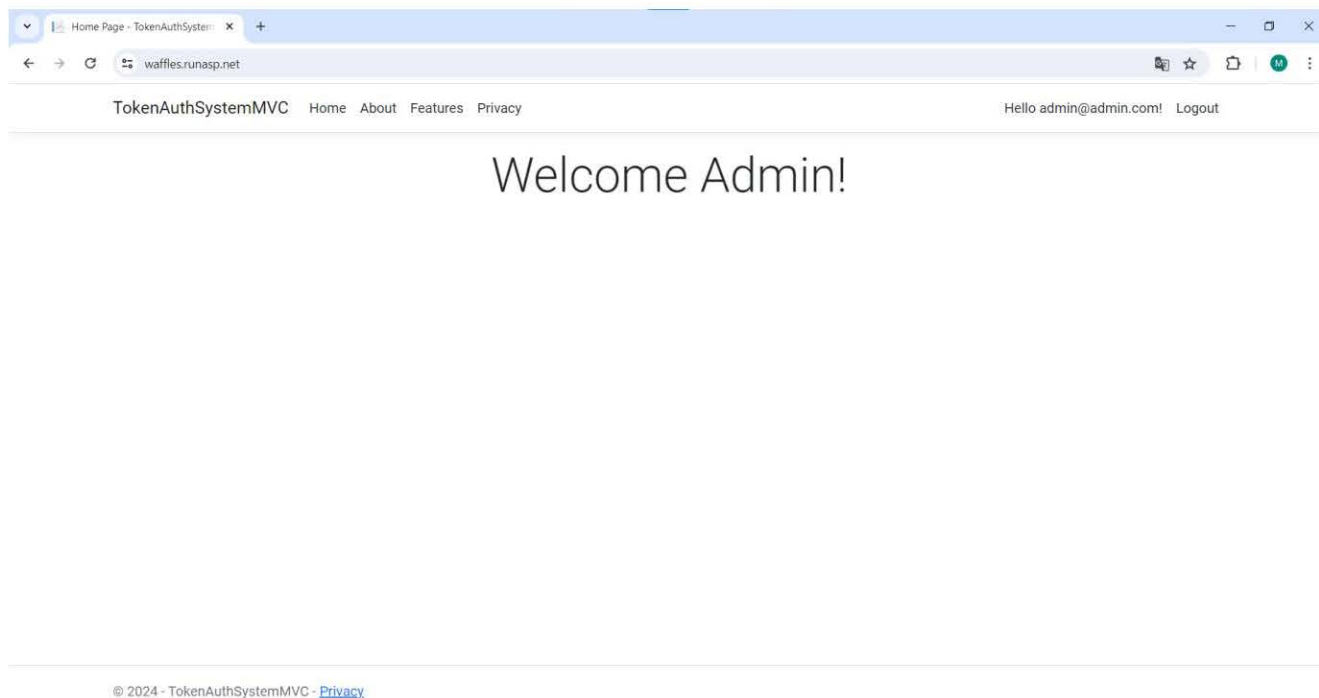 Home Page - TokenAuthSystem
waffles.runasp.net
M
TokenAuthSystemMVC Home About Features Privacy Hello admin@admin.com! Logout
Welcome Admin!
© 2024 - TokenAuthSystemMVC - Privacy